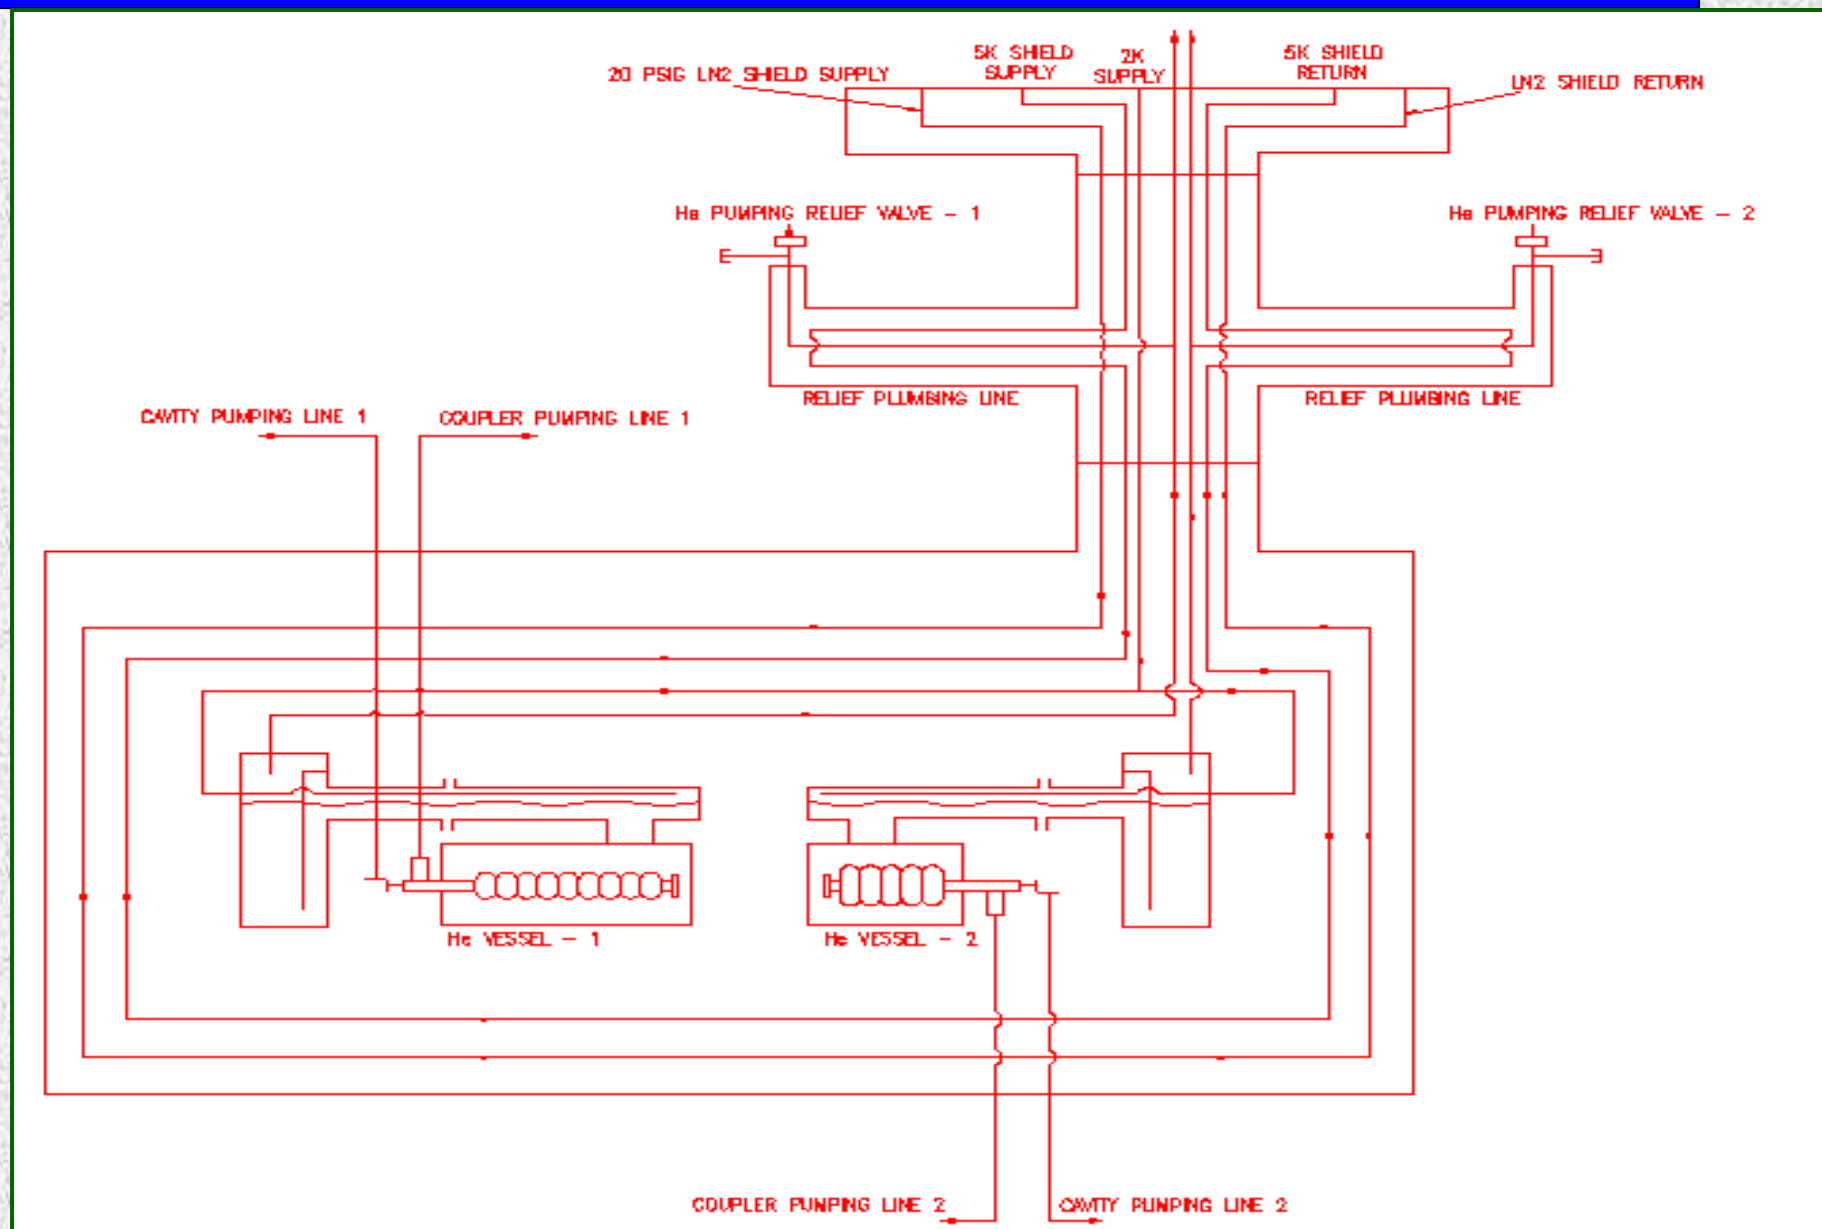 5K SHIELD
SUPPLY
2K
SUPPLY
5K SHIELD
RETURN
20 PSIG LN2 SHIELD SUPPLY
LN2 SHIELD RETURN
He PUMPING RELIEF VALVE - 1
He PUMPING RELIEF VALVE - 2
RELIEF PLUMBING LINE
RELIEF PLUMBING LINE
CAVITY PUMPING LINE 1
COUPLER PUMPING LINE 1
He VESSEL - 1
He VESSEL - 2
COUPLER PUMPING LINE 2
CAVITY PUMPING LINE 2